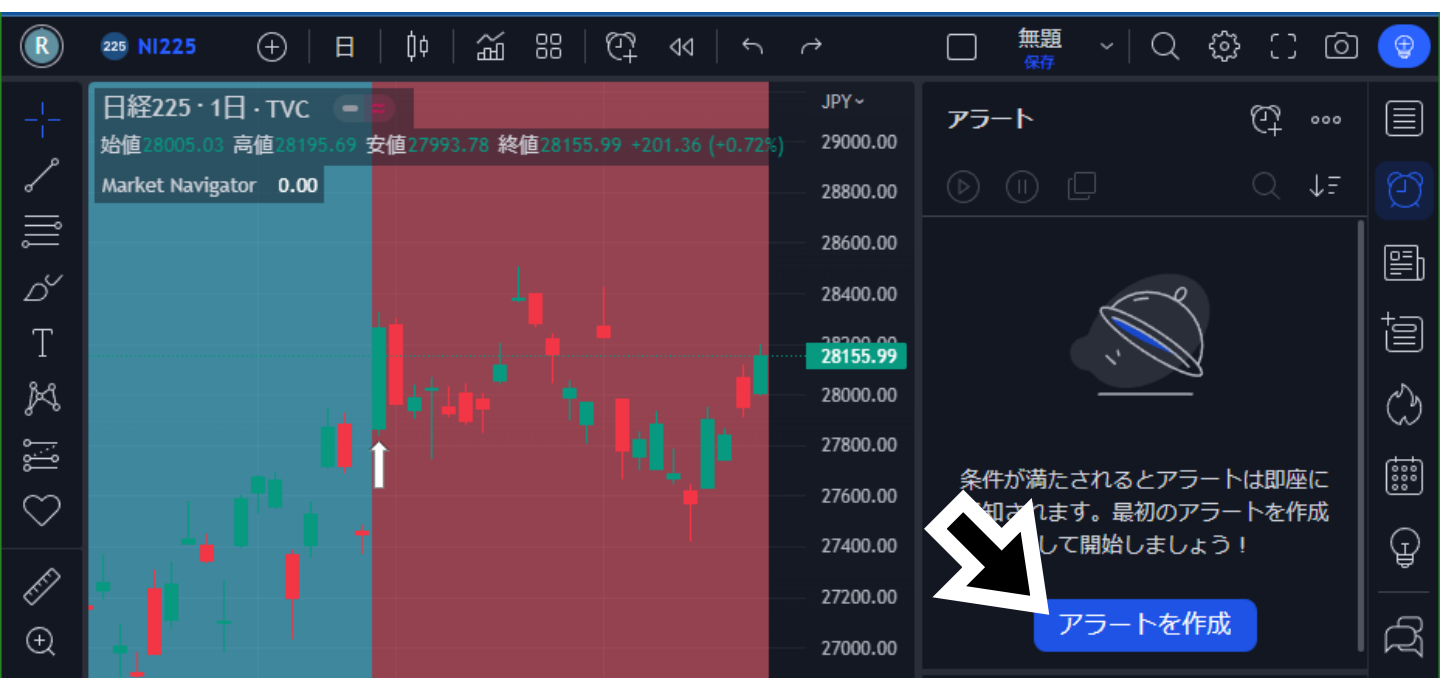 R
225 NI225
日
無題
保存
日経225 · 1日 · TVC
始値28005.03 高値28195.69 安値27993.78 終値28155.99 +201.36 (+0.72%)
Market Navigator 0.00
JPY
29000.00
28800.00
28600.00
28400.00
28200.00
28155.99
28000.00
27800.00
27600.00
27400.00
27200.00
27000.00
アラート
条件が満たされるとアラートは即座に
知されます。最初のアラートを作成
して開始しましょう！
アラートを作成
T